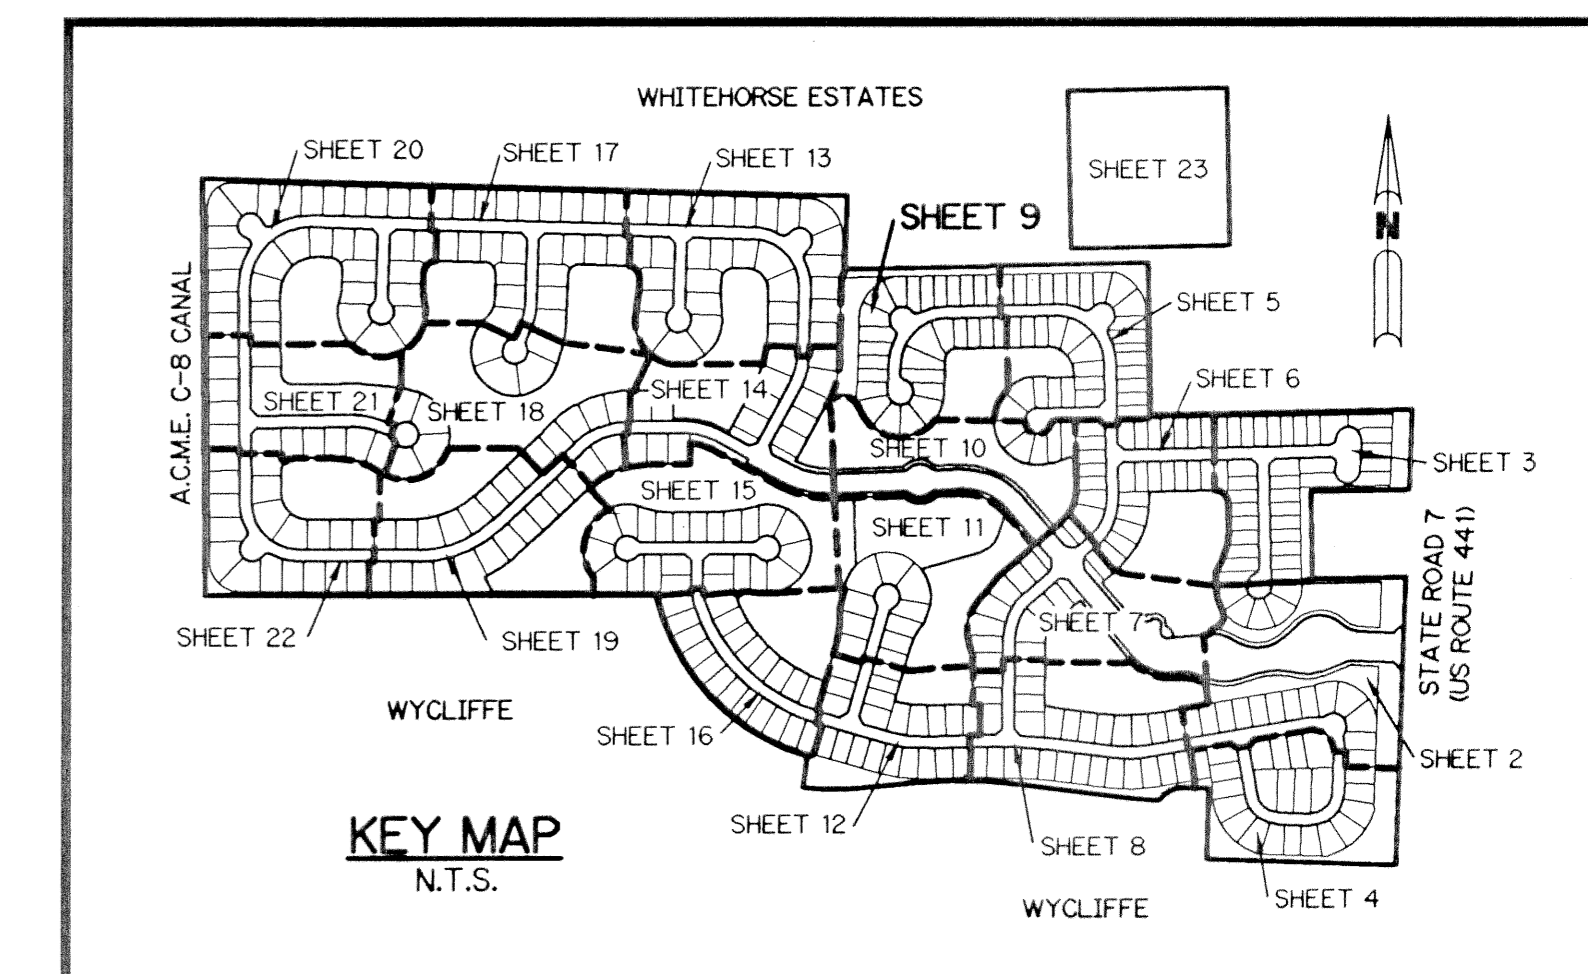 WHITEHORSE ESTATES
SHEET 20
SHEET 17
SHEET 13
SHEET 23
SHEET 9
N
A.C.M.E. C-8 CANAL
SHEET 5
SHEET 6
SHEET 21
SHEET 18
SHEET 14
SHEET 10
SHEET 3
SHEET 15
SHEET 11
STATE ROAD 7
(US ROUTE 441)
SHEET 22
SHEET 19
SHEET 7
WYCLIFFE
SHEET 16
SHEET 2
SHEET 12
SHEET 8
KEY MAP
N.T.S.
SHEET 4
WYCLIFFE